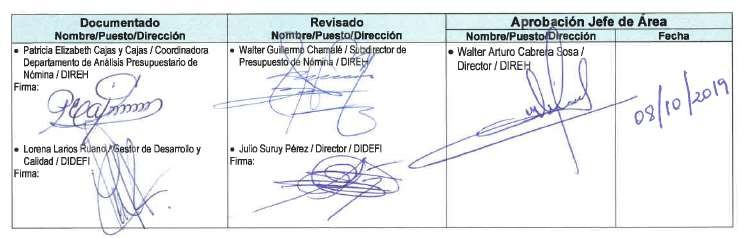 Documentado
Nombre/Puesto/Dirección
Revisado
Nombre/Puesto/Dirección
Aprobación Jefe de Área
Nombre/Puesto/Dirección
Fecha
• Patricia Elizabeth Cajas y Cajas / Coordinadora
Departamento de Análisis Presupuestario de
Nómina / DIREH
Firma:
• Lorena Larios Ruano / Gestor de Desarrollo y
Calidad / DIDEFI
Firma:
• Walter Guillermo Chamalé / Subdirector de
Presupuesto de Nómina / DIREH
• Julio Suruy Pérez / Director / DIDEFI
Firma:
• Walter Arturo Cabrera Sosa /
Director / DIREH
08/10/2019